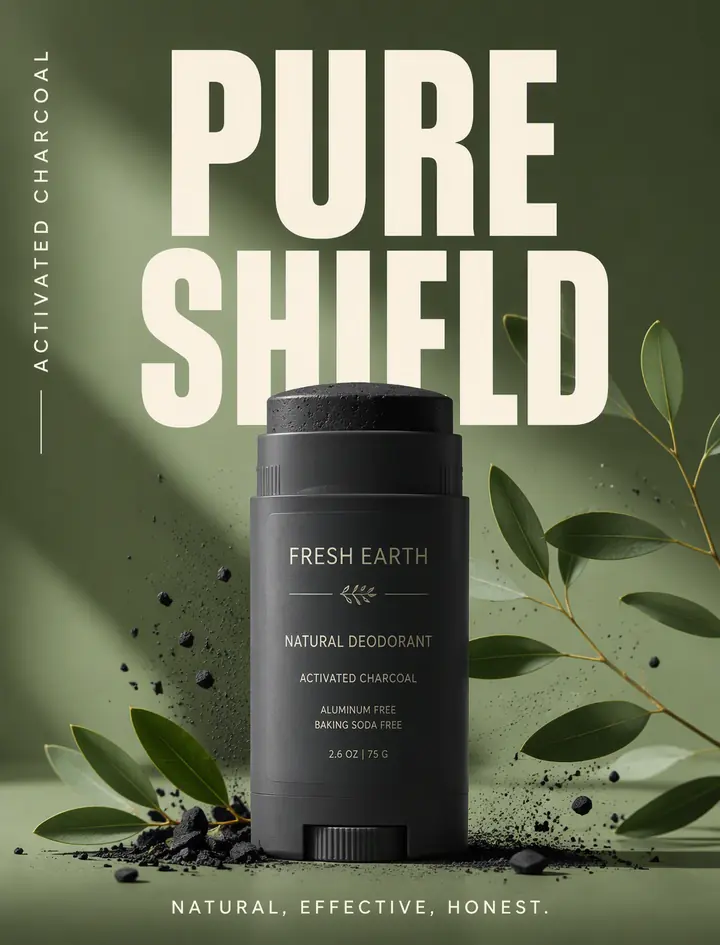 ACTIVATED CHARCOAL
PURE
SHIELD
FRESH EARTH
NATURAL DEODORANT
ACTIVATED CHARCOAL
ALUMINUM FREE
BAKING SODA FREE
2.6 OZ | 75 G
NATURAL, EFFECTIVE, HONEST.